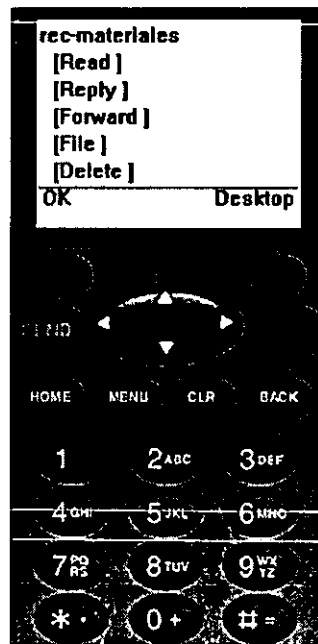 rec-materiales
[Read ]
[Reply ]
[Forward ]
[File ]
[Delete ]
OK Desktop
HOME MENU CLR BACK
1 2ABC 3DEF
4GHI 5JKL 6MNO
7PQRS 8TUV 9WXYZ
* · 0 + # =